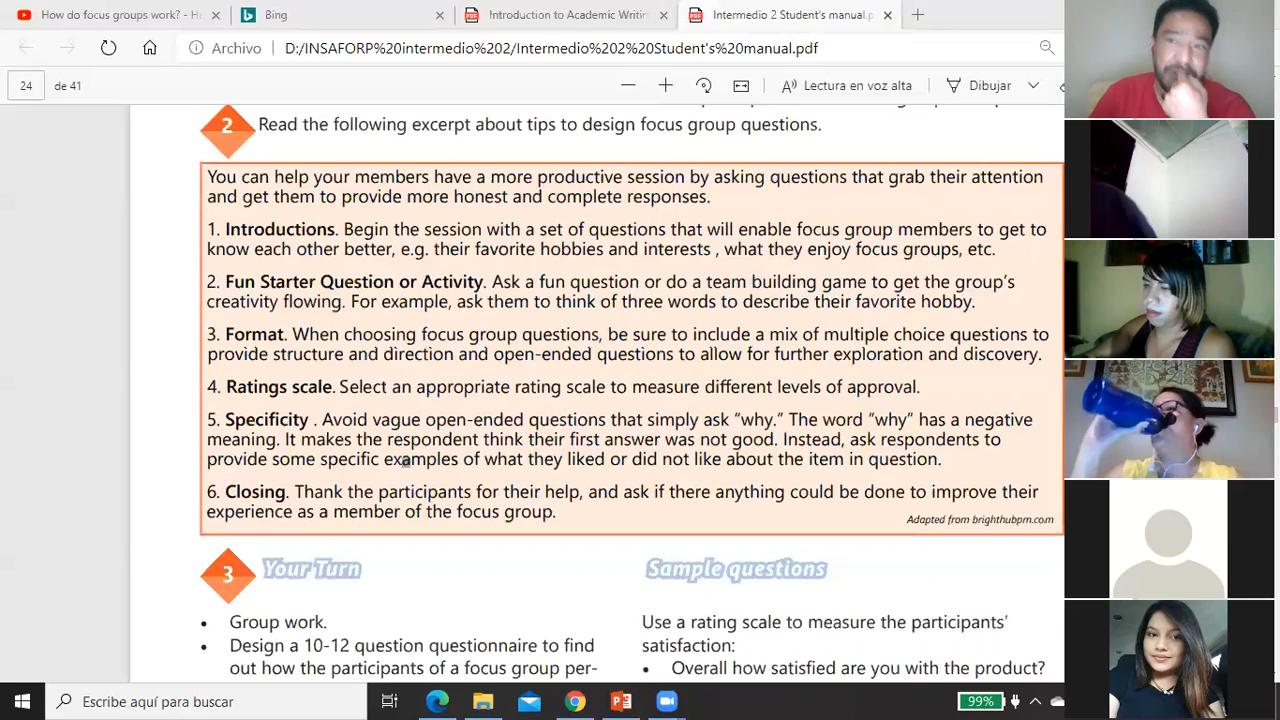 How do focus groups work? - H
Bing
Introduction to Academic Writin
Intermedio 2 Student's manual.p
Archivo
D:/INSAFORP%20intermedio%202/Intermedio%202%20Student's%20manual.pdf
24
de 41
Lectura en voz alta
Dibujar
2 Read the following excerpt about tips to design focus group questions.
You can help your members have a more productive session by asking questions that grab their attention
and get them to provide more honest and complete responses.
1. Introductions. Begin the session with a set of questions that will enable focus group members to get to
know each other better, e.g. their favorite hobbies and interests , what they enjoy focus groups, etc.
2. Fun Starter Question or Activity. Ask a fun question or do a team building game to get the group's
creativity flowing. For example, ask them to think of three words to describe their favorite hobby.
3. Format. When choosing focus group questions, be sure to include a mix of multiple choice questions to
provide structure and direction and open-ended questions to allow for further exploration and discovery.
4. Ratings scale. Select an appropriate rating scale to measure different levels of approval.
5. Specificity . Avoid vague open-ended questions that simply ask “why.” The word “why” has a negative
meaning. It makes the respondent think their first answer was not good. Instead, ask respondents to
provide some specific examples of what they liked or did not like about the item in question.
6. Closing. Thank the participants for their help, and ask if there anything could be done to improve their
experience as a member of the focus group.
Adapted from brighthubpm.com
3 Your Turn
• Group work.
• Design a 10-12 question questionnaire to find
out how the participants of a focus group per-
Sample questions
Use a rating scale to measure the participants’
satisfaction:
• Overall how satisfied are you with the product?
Escribe aquí para buscar
99%